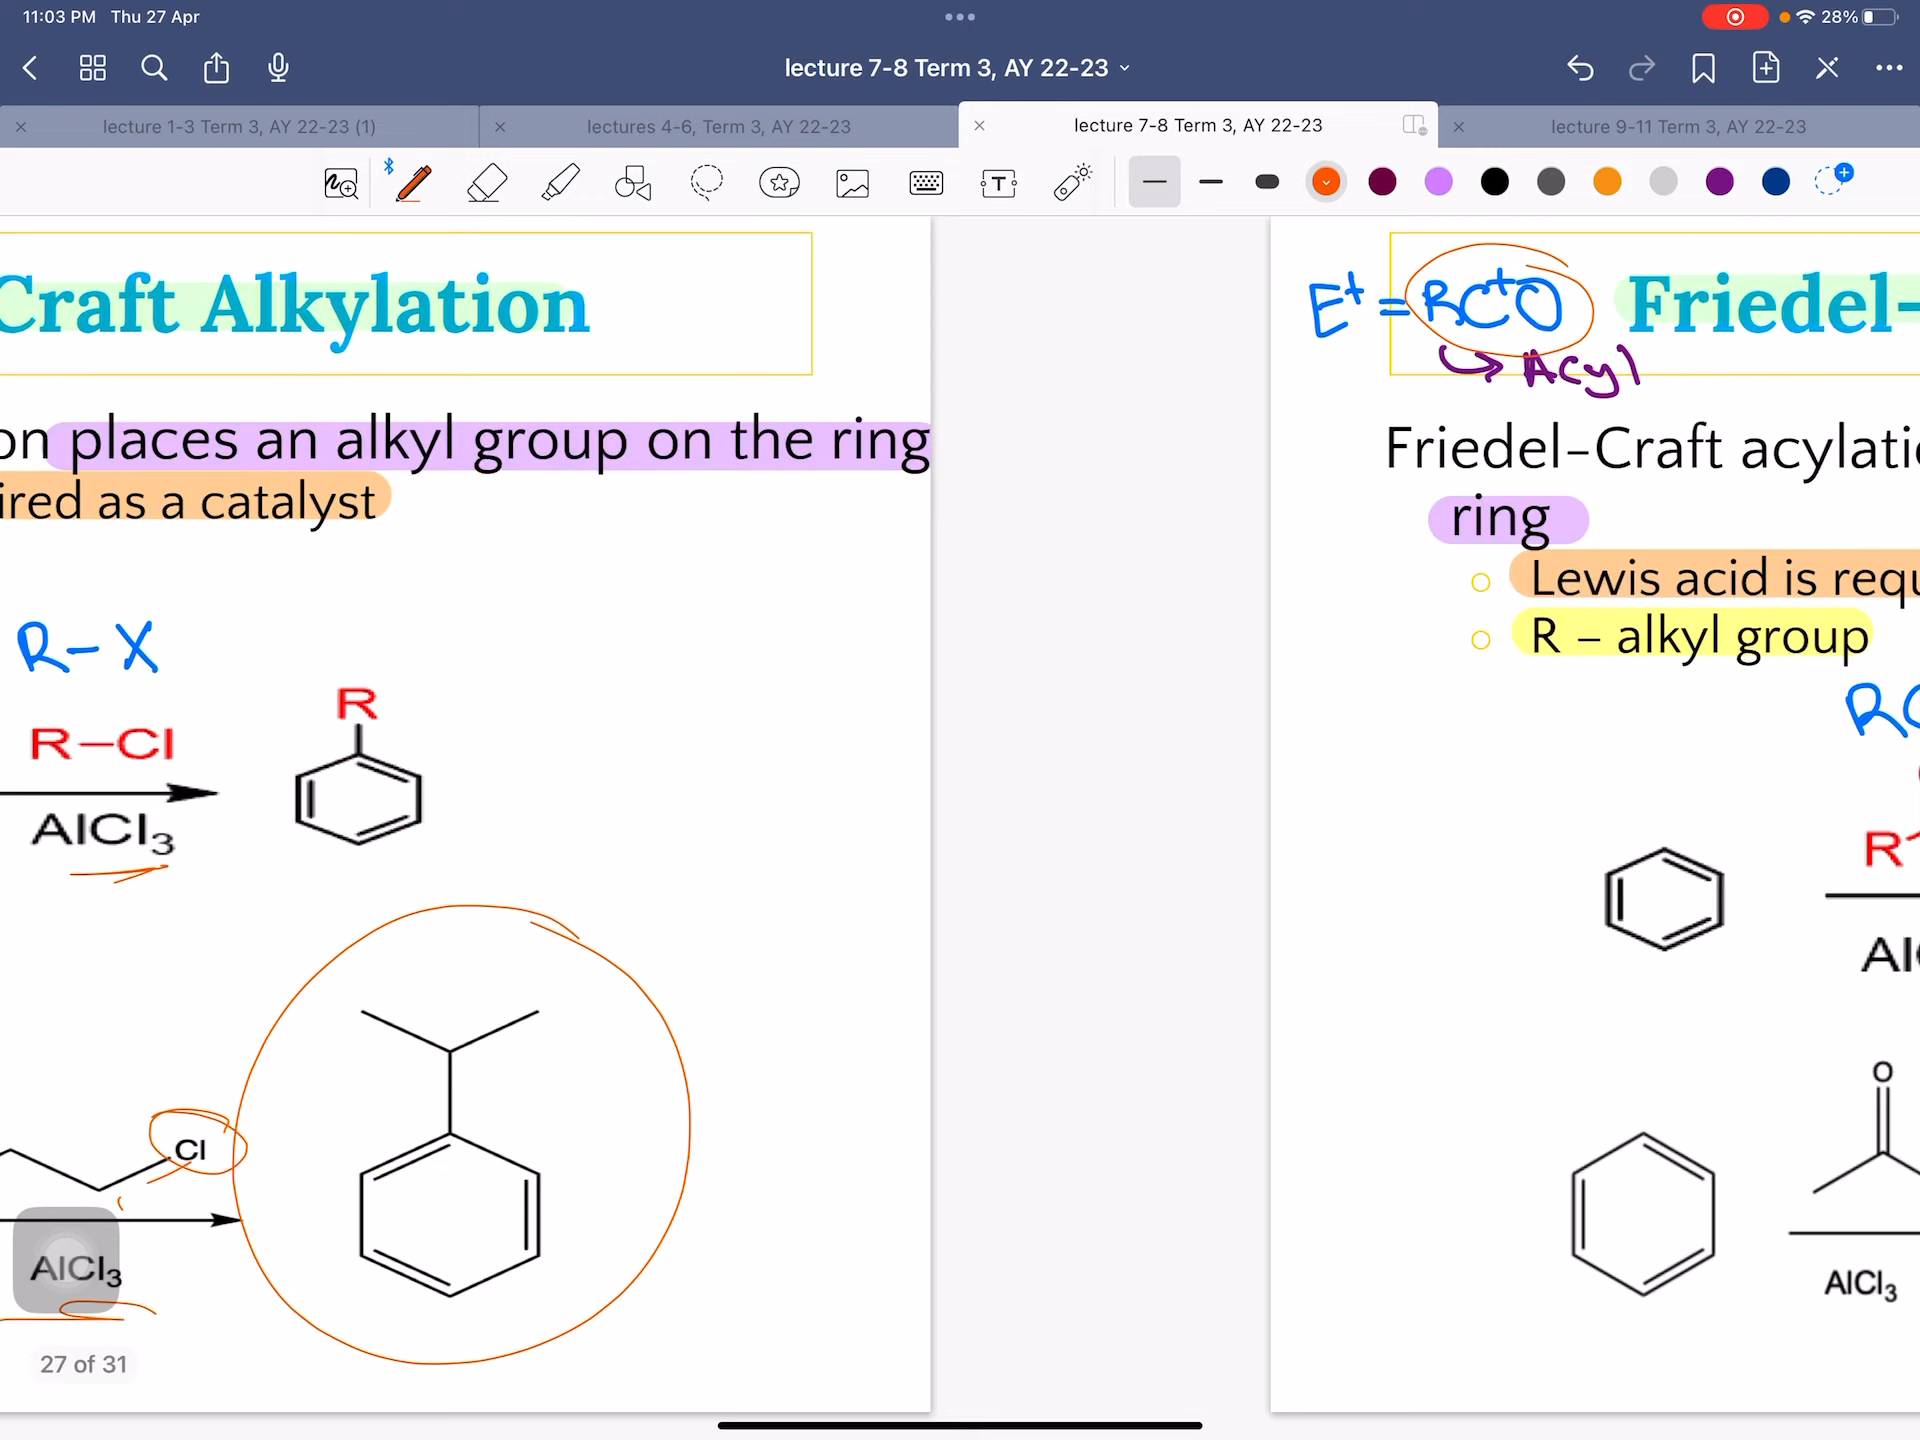 11:03 PM Thu 27 Apr
28%
lecture 7-8 Term 3, AY 22-23
lecture 1-3 Term 3, AY 22-23 (1)
lectures 4-6, Term 3, AY 22-23
lecture 7-8 Term 3, AY 22-23
lecture 9-11 Term 3, AY 22-23
T
Craft Alkylation
on places an alkyl group on the ring
ired as a catalyst
R-X
R-Cl
AlCl3
R
Cl
AlCl3
27 of 31
E+ = RC+O
Acyl
Friedel-
Friedel-Craft acylati
ring
Lewis acid is requ
R – alkyl group
RC
R
Al
O
AlCl3